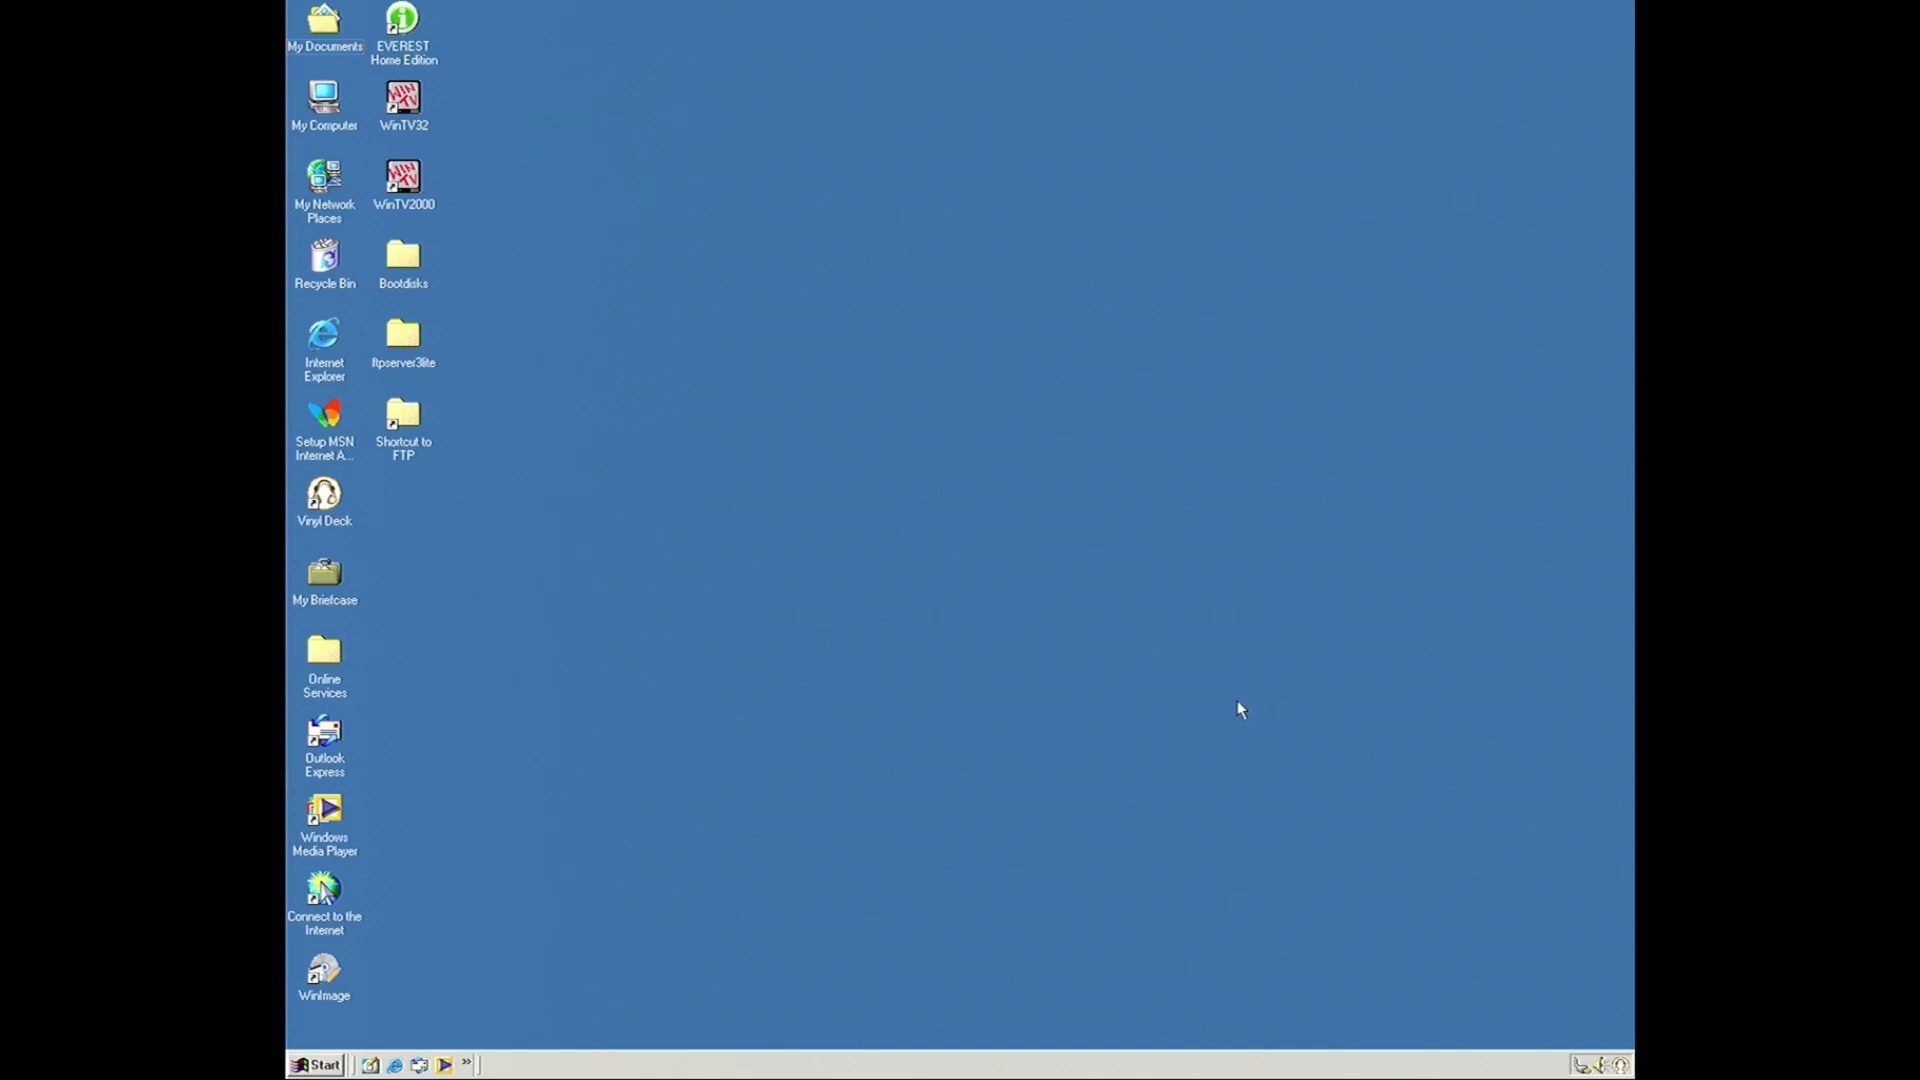 My Documents
EVEREST
Home Edition
My Computer
WinTV32
My Network
Places
WinTV2000
Recycle Bin
Bootdisks
Internet
Explorer
ftpserver3lite
Setup MSN
Internet A...
Shortcut to
FTP
Vinyl Deck
My Briefcase
Online
Services
Outlook
Express
Windows
Media Player
Connect to the
Internet
WinImage
Start